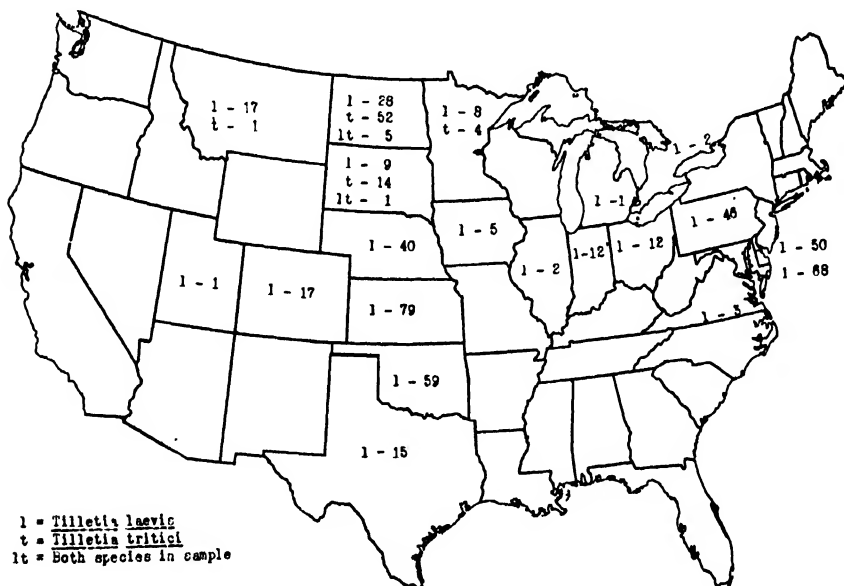 l - 17
t - 1
l - 28
t - 52
lt - 5
l - 8
t - 4
l - 2
l - 9
t - 14
lt - 1
l -1
l - 46
l - 5
l - 40
l - 2
l -12
l - 12
l - 50
l - 68
l - 1
l - 17
l - 79
l - 3
l - 59
l - 15
l = Tilletia laevis
t = Tilletia tritici
lt = Both species in sample